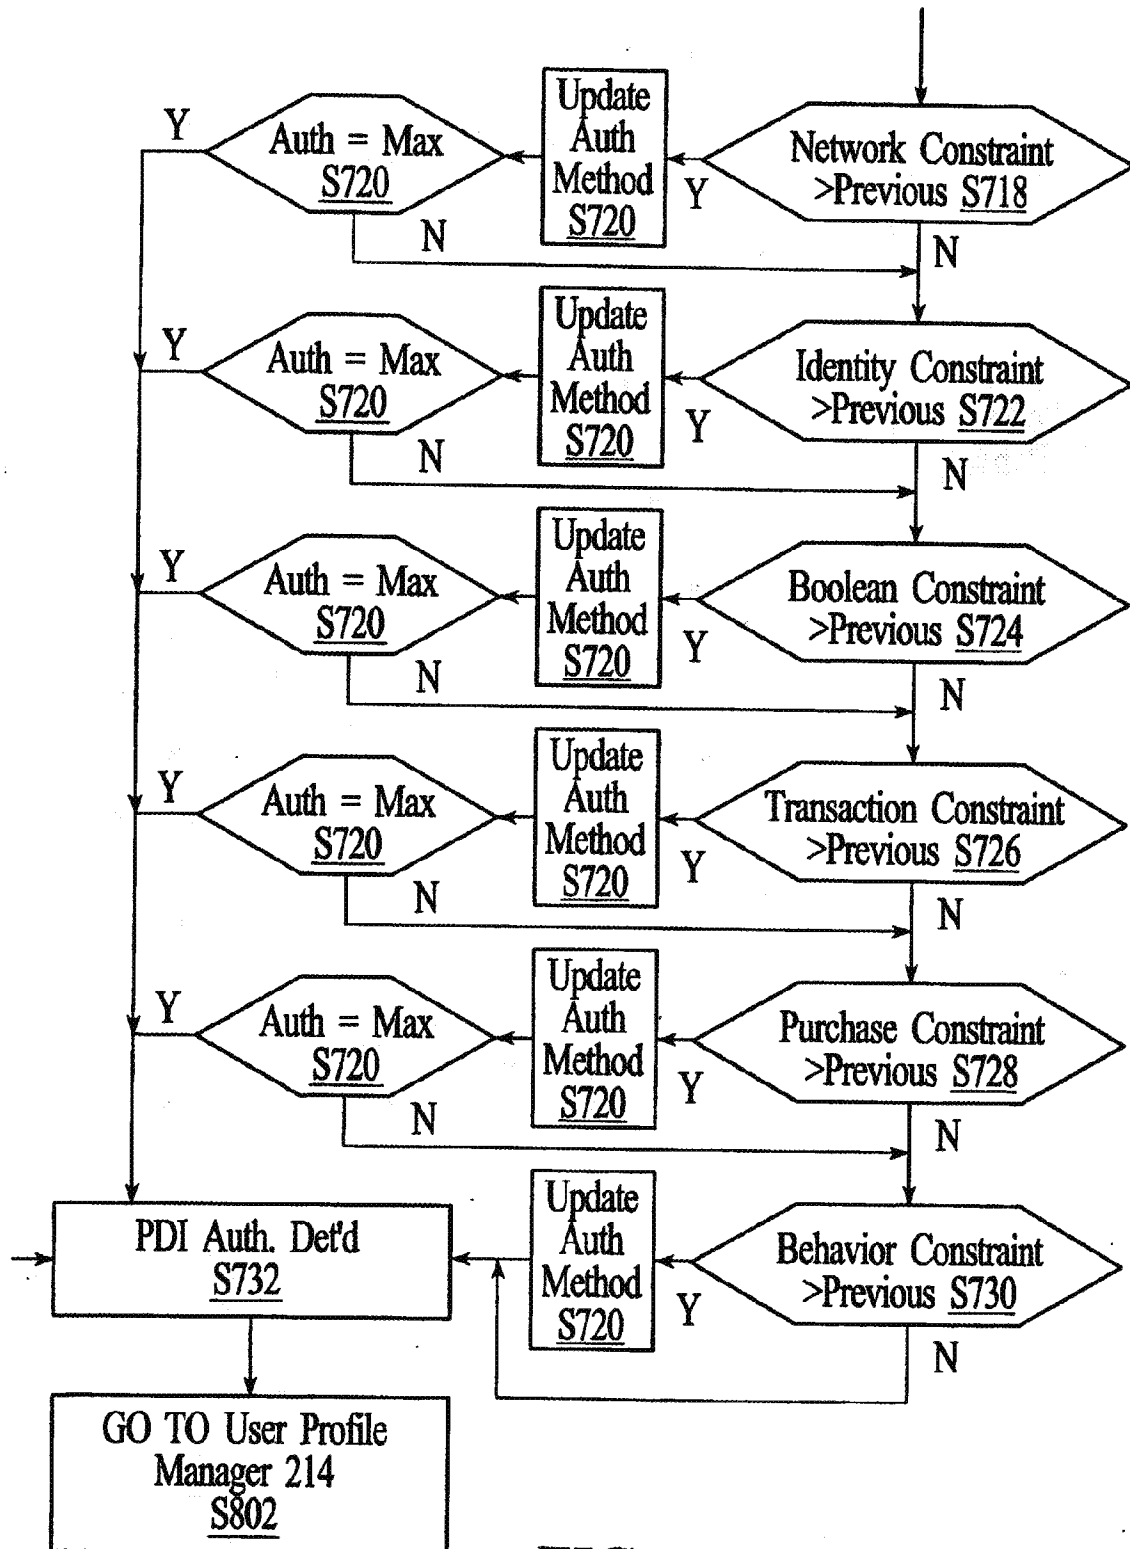 Y
Auth = Max
S720
Update
Auth
Method
S720
Y
Network Constraint
>Previous S718
N
N
Y
Auth = Max
S720
Update
Auth
Method
S720
Y
Identity Constraint
>Previous S722
N
N
Y
Auth = Max
S720
Update
Auth
Method
S720
Y
Boolean Constraint
>Previous S724
N
N
Y
Auth = Max
S720
Update
Auth
Method
S720
Y
Transaction Constraint
>Previous S726
N
N
Y
Auth = Max
S720
Update
Auth
Method
S720
Y
Purchase Constraint
>Previous S728
N
N
PDI Auth. Det'd
S732
Update
Auth
Method
S720
Y
Behavior Constraint
>Previous S730
N
GO TO User Profile
Manager 214
S802